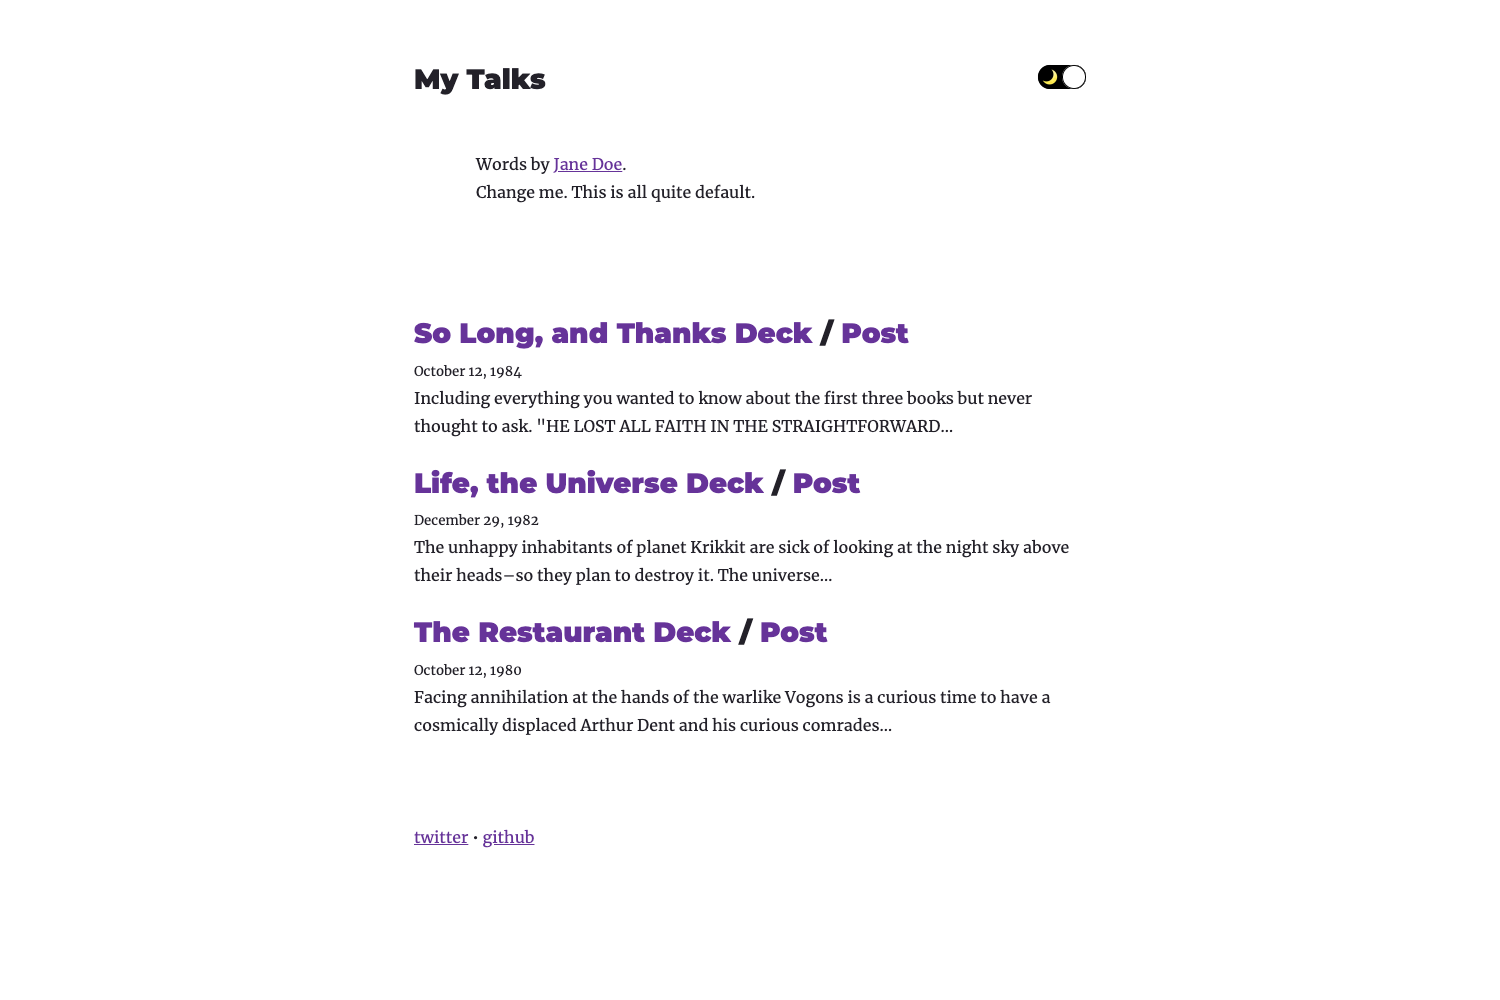 My Talks
Words by Jane Doe.
Change me. This is all quite default.
So Long, and Thanks Deck / Post
October 12, 1984
Including everything you wanted to know about the first three books but never
thought to ask. "HE LOST ALL FAITH IN THE STRAIGHTFORWARD…
Life, the Universe Deck / Post
December 29, 1982
The unhappy inhabitants of planet Krikkit are sick of looking at the night sky above
their heads–so they plan to destroy it. The universe…
The Restaurant Deck / Post
October 12, 1980
Facing annihilation at the hands of the warlike Vogons is a curious time to have a
cosmically displaced Arthur Dent and his curious comrades…
twitter • github